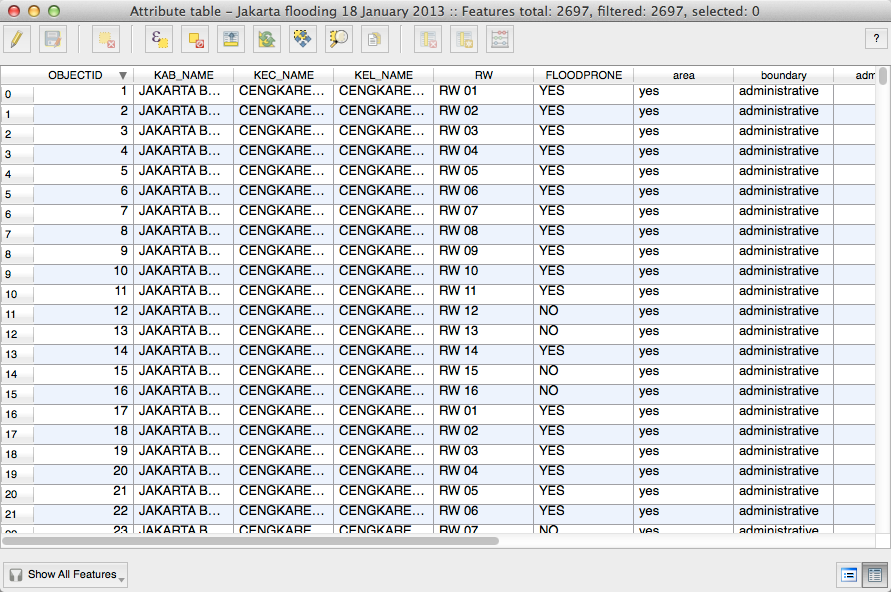 Attribute table – Jakarta flooding 18 January 2013 :: Features total: 2697, filtered: 2697, selected: 0
ε ?
OBJECTID ▼ KAB_NAME KEC_NAME KEL_NAME RW FLOODPRONE area boundary adm
0 1 JAKARTA B... CENGKARE... CENGKARE... RW 01 YES yes administrative
1 2 JAKARTA B... CENGKARE... CENGKARE... RW 02 YES yes administrative
2 3 JAKARTA B... CENGKARE... CENGKARE... RW 03 YES yes administrative
3 4 JAKARTA B... CENGKARE... CENGKARE... RW 04 YES yes administrative
4 5 JAKARTA B... CENGKARE... CENGKARE... RW 05 YES yes administrative
5 6 JAKARTA B... CENGKARE... CENGKARE... RW 06 YES yes administrative
6 7 JAKARTA B... CENGKARE... CENGKARE... RW 07 YES yes administrative
7 8 JAKARTA B... CENGKARE... CENGKARE... RW 08 YES yes administrative
8 9 JAKARTA B... CENGKARE... CENGKARE... RW 09 YES yes administrative
9 10 JAKARTA B... CENGKARE... CENGKARE... RW 10 YES yes administrative
10 11 JAKARTA B... CENGKARE... CENGKARE... RW 11 YES yes administrative
11 12 JAKARTA B... CENGKARE... CENGKARE... RW 12 NO yes administrative
12 13 JAKARTA B... CENGKARE... CENGKARE... RW 13 NO yes administrative
13 14 JAKARTA B... CENGKARE... CENGKARE... RW 14 YES yes administrative
14 15 JAKARTA B... CENGKARE... CENGKARE... RW 15 NO yes administrative
15 16 JAKARTA B... CENGKARE... CENGKARE... RW 16 NO yes administrative
16 17 JAKARTA B... CENGKARE... CENGKARE... RW 01 YES yes administrative
17 18 JAKARTA B... CENGKARE... CENGKARE... RW 02 YES yes administrative
18 19 JAKARTA B... CENGKARE... CENGKARE... RW 03 YES yes administrative
19 20 JAKARTA B... CENGKARE... CENGKARE... RW 04 YES yes administrative
20 21 JAKARTA B... CENGKARE... CENGKARE... RW 05 YES yes administrative
21 22 JAKARTA B... CENGKARE... CENGKARE... RW 06 YES yes administrative
22 23 JAKARTA B... CENGKARE... CENGKARE... RW 07 NO yes administrative
Show All Features